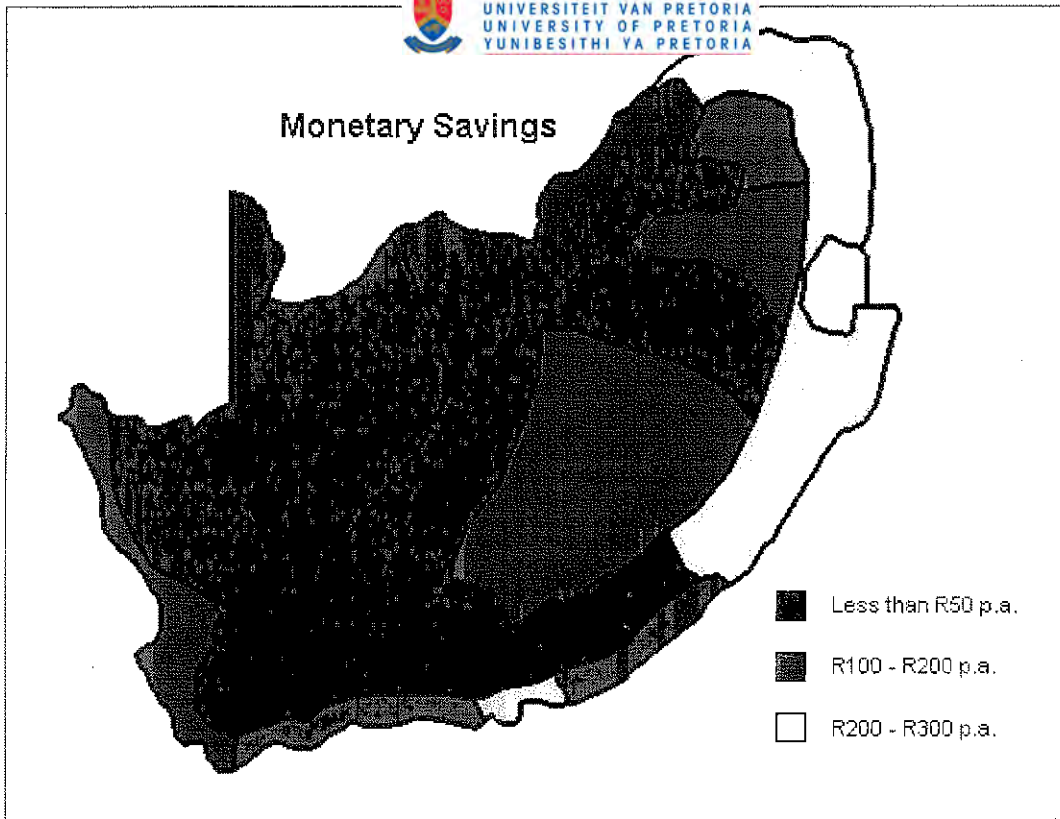 UNIVERSITEIT VAN PRETORIA
UNIVERSITY OF PRETORIA
YUNIBESITHI YA PRETORIA
Monetary Savings
Less than R50 p.a.
R100 - R200 p.a.
R200 - R300 p.a.